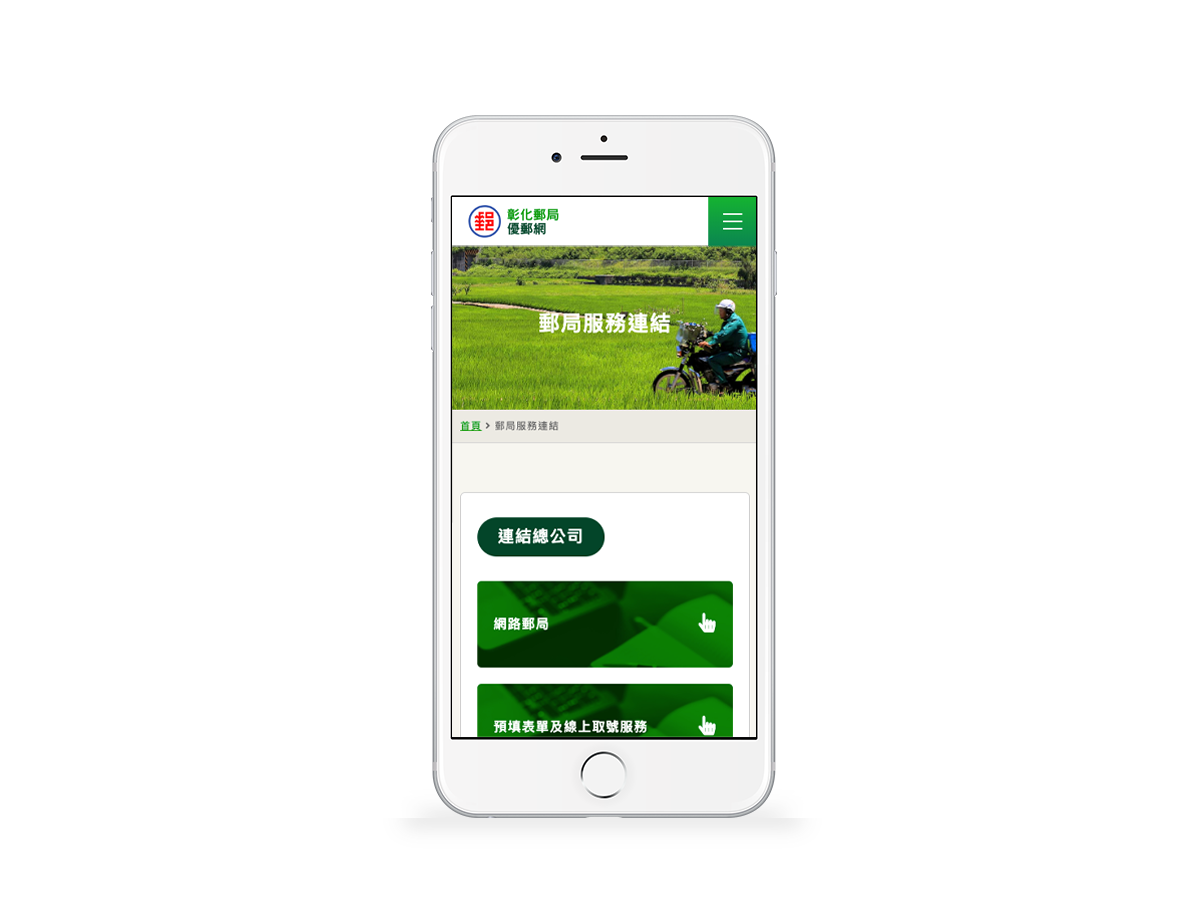 郵
彰化郵局
優郵網
郵局服務連結
首頁 > 郵局服務連結
連結總公司
網路郵局
預填表單及線上取號服務